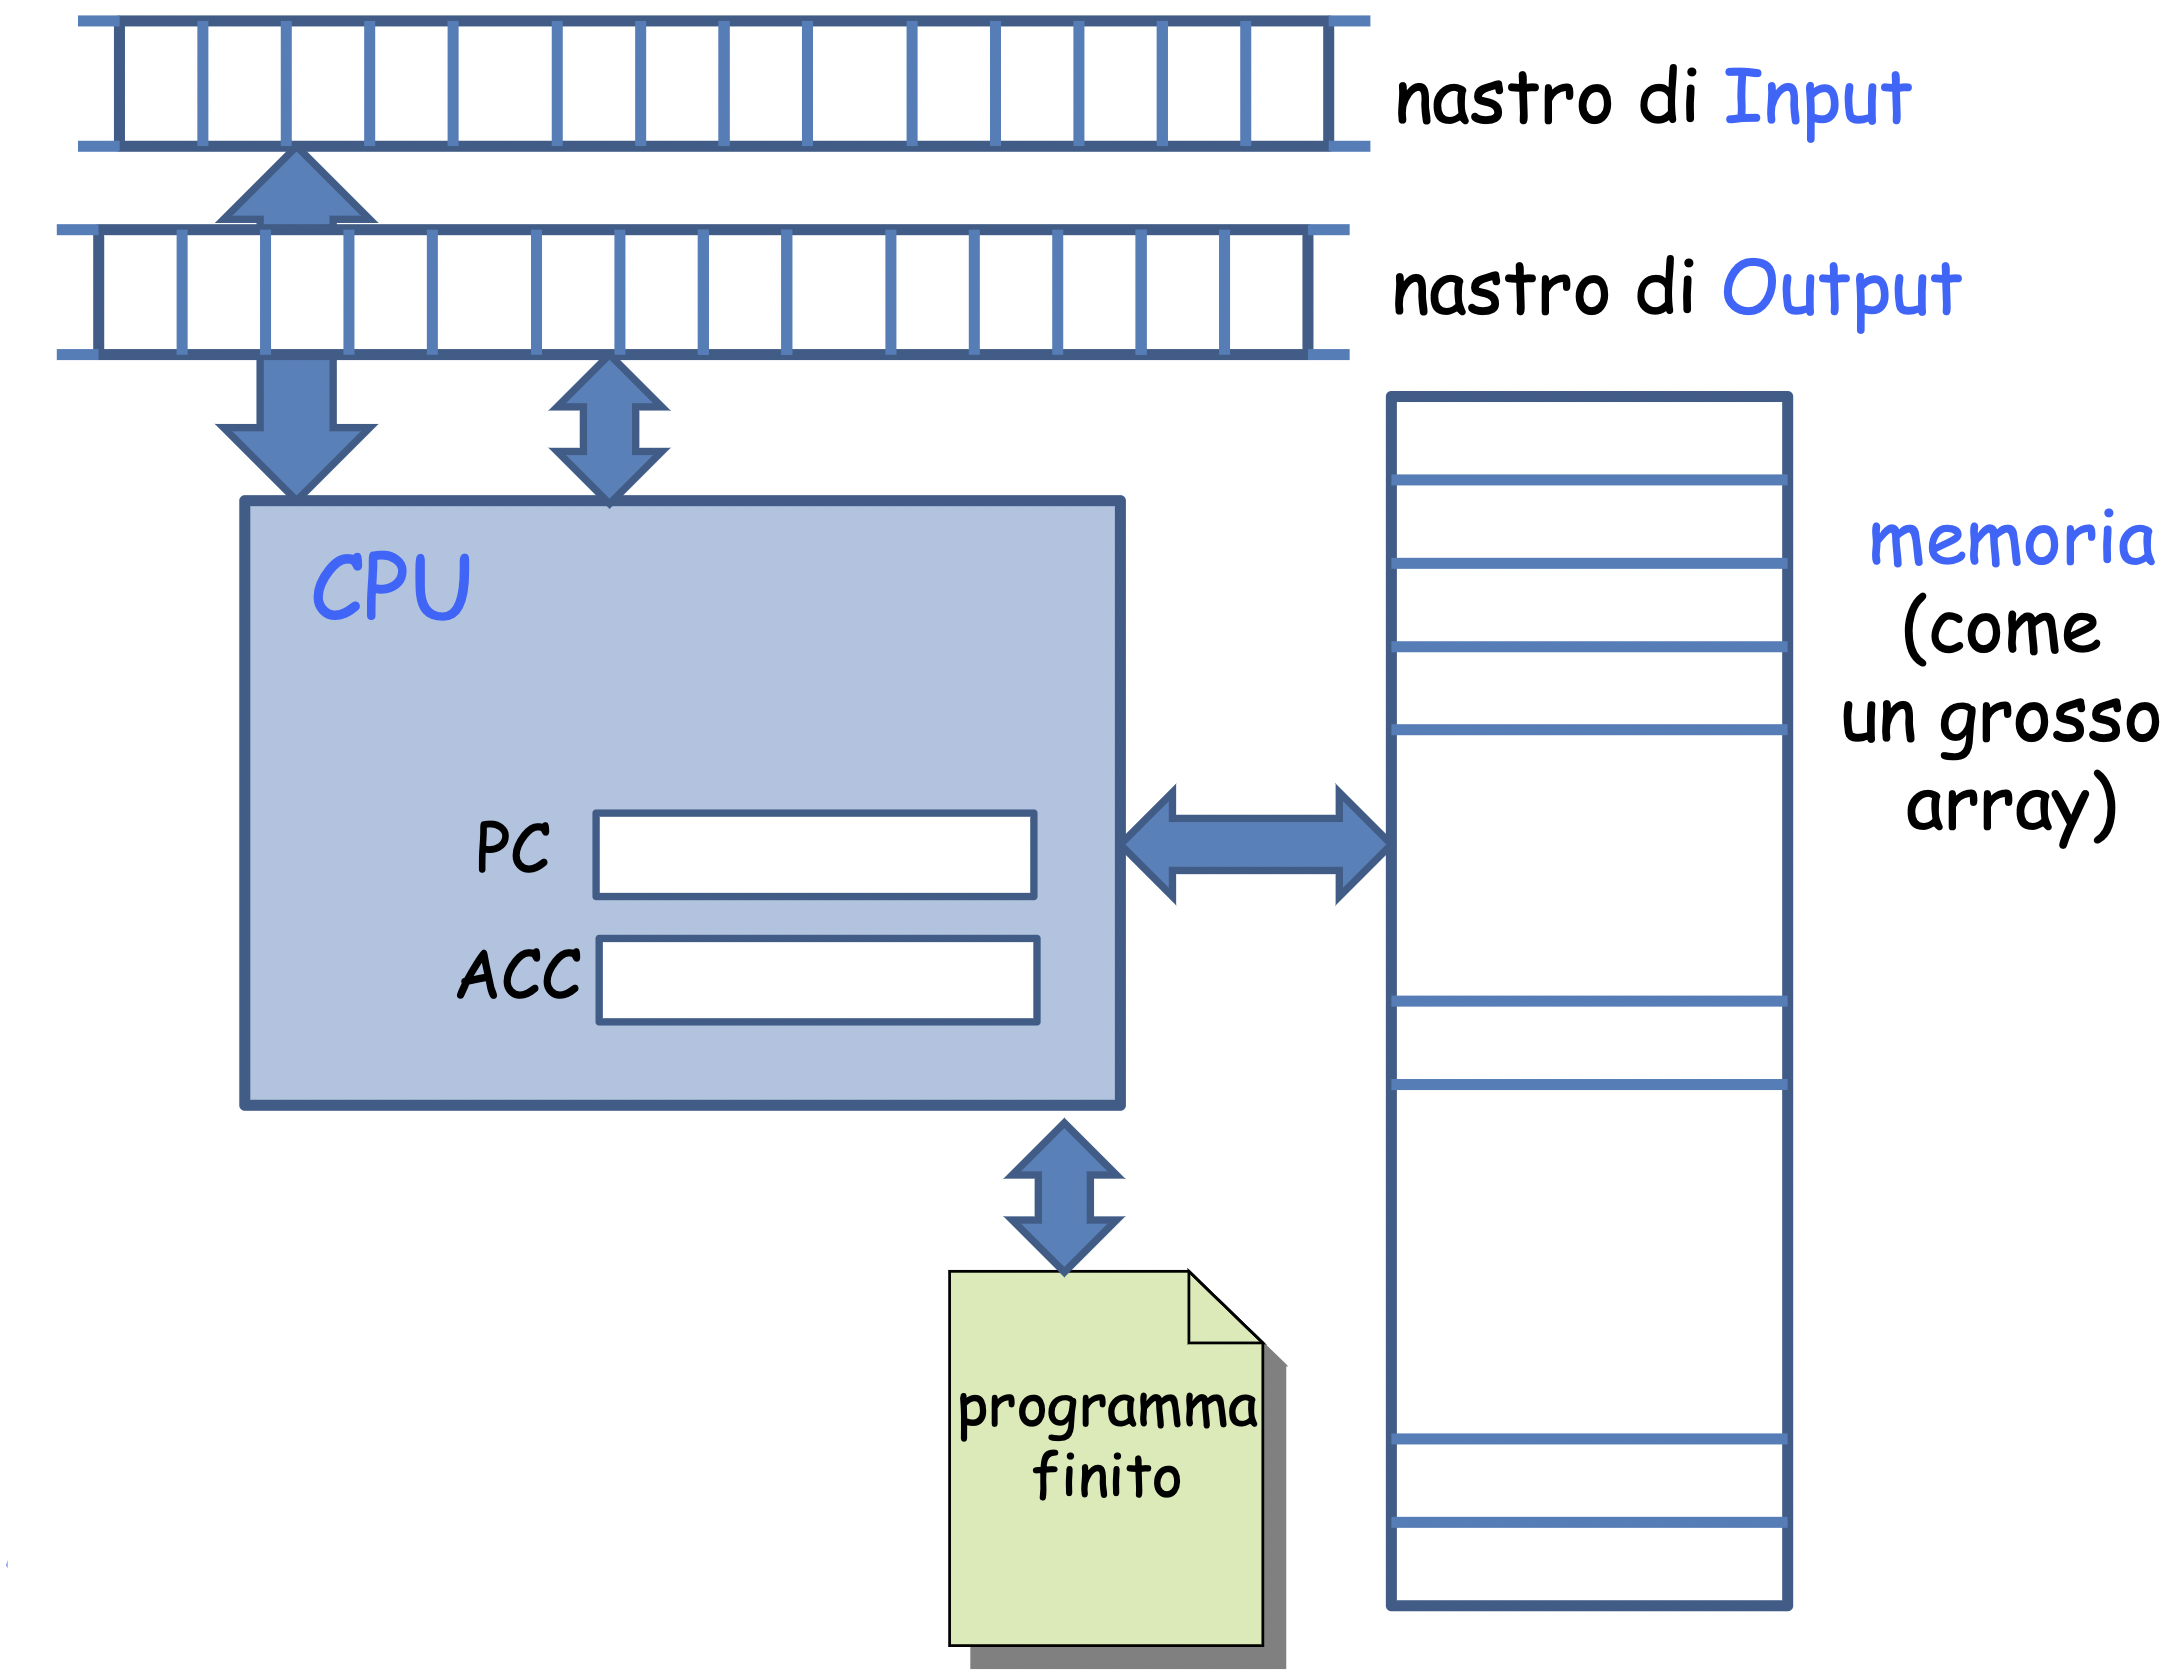 nastro di Input
nastro di Output
CPU
memoria
(come
un grosso
array)
PC
ACC
programma
finito